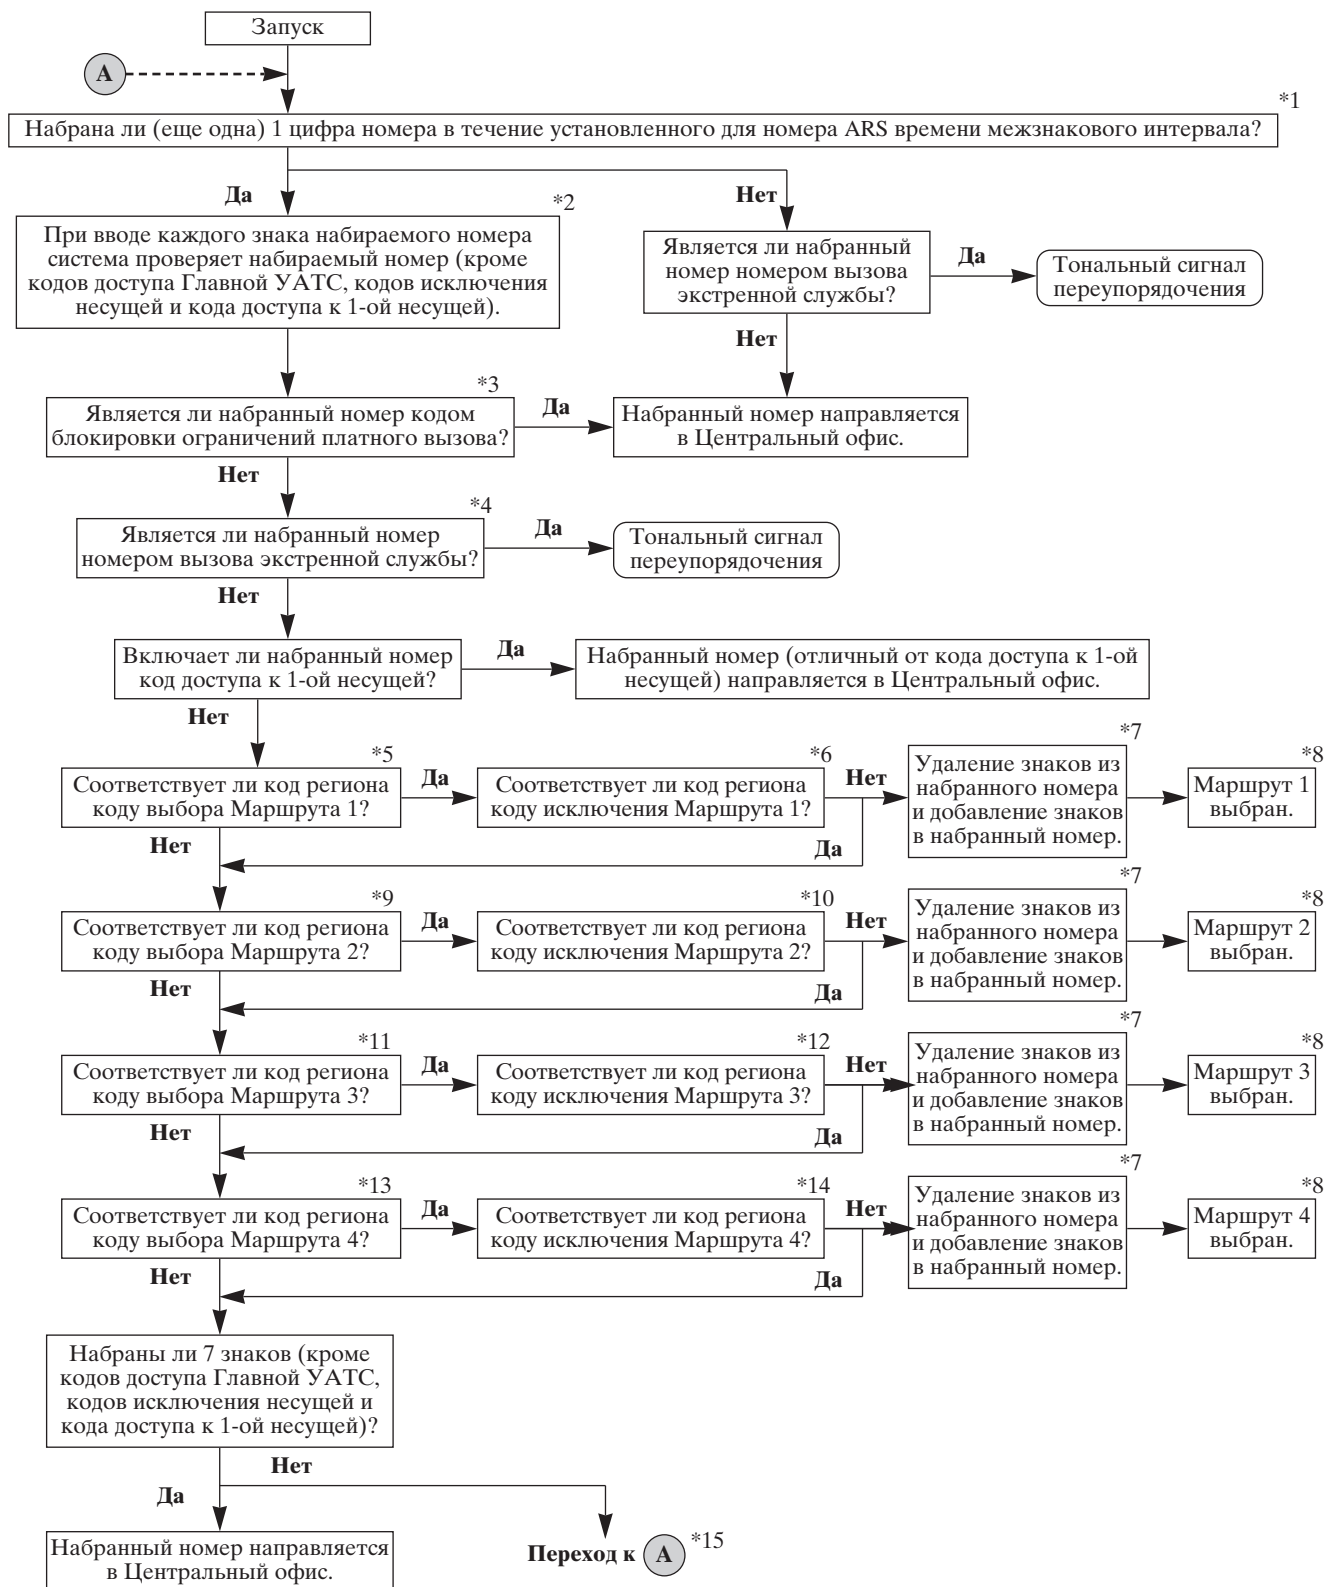 Запуск
А
*1
Набрана ли (еще одна) 1 цифра номера в течение установленного для номера ARS времени межзнакового интервала?
Да
*2
Нет
При вводе каждого знака набираемого номера
система проверяет набираемый номер (кроме
кодов доступа Главной УАТС, кодов исключения
несущей и кода доступа к 1-ой несущей).
Является ли набранный
номер номером вызова
экстренной службы?
Да
Тональный сигнал
переупорядочения
Нет
*3
Является ли набранный номер кодом
блокировки ограничений платного вызова?
Да
Набранный номер направляется
в Центральный офис.
Нет
*4
Является ли набранный номер
номером вызова экстренной службы?
Да
Тональный сигнал
переупорядочения
Нет
Включает ли набранный номер
код доступа к 1-ой несущей?
Да
Набранный номер (отличный от кода доступа к 1-ой
несущей) направляется в Центральный офис.
Нет
*5
Соответствует ли код региона
коду выбора Маршрута 1?
Да
*6
Соответствует ли код региона
коду исключения Маршрута 1?
Нет
*7
Удаление знаков из
набранного номера
и добавление знаков
в набранный номер.
*8
Маршрут 1
выбран.
Нет
Да
*9
Соответствует ли код региона
коду выбора Маршрута 2?
Да
*10
Соответствует ли код региона
коду исключения Маршрута 2?
Нет
*7
Удаление знаков из
набранного номера
и добавление знаков
в набранный номер.
*8
Маршрут 2
выбран.
Нет
Да
*11
Соответствует ли код региона
коду выбора Маршрута 3?
Да
*12
Соответствует ли код региона
коду исключения Маршрута 3?
Нет
*7
Удаление знаков из
набранного номера
и добавление знаков
в набранный номер.
*8
Маршрут 3
выбран.
Нет
Да
*13
Соответствует ли код региона
коду выбора Маршрута 4?
Да
*14
Соответствует ли код региона
коду исключения Маршрута 4?
Нет
*7
Удаление знаков из
набранного номера
и добавление знаков
в набранный номер.
*8
Маршрут 4
выбран.
Нет
Да
Набраны ли 7 знаков (кроме
кодов доступа Главной УАТС,
кодов исключения несущей и
кода доступа к 1-ой несущей)?
Нет
Да
Набранный номер направляется
в Центральный офис.
Переход к А *15